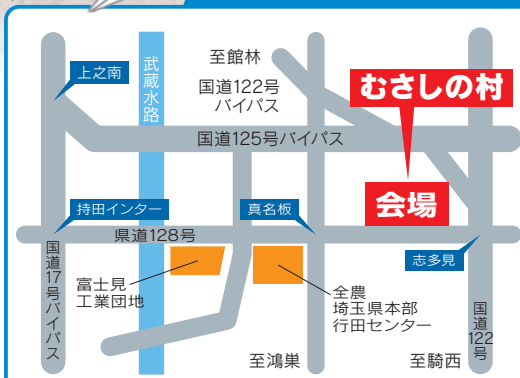 至館林
国道122号
バイパス
上之南
武蔵水路
むさしの村
国道125号バイパス
会場
持田インター
真名板
県道128号
志多見
国道17号バイパス
富士見
工業団地
全農
埼玉県本部
行田センター
国道122号
至鴻巣
至騎西